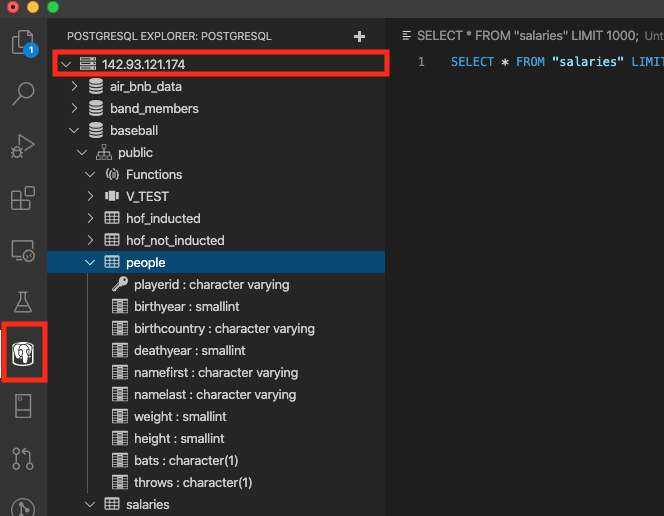 POSTGRESQL EXPLORER: POSTGRESQL
SELECT * FROM "salaries" LIMIT 1000; Unt
1
142.93.121.174
1 SELECT * FROM "salaries" LIMIT
air_bnb_data
band_members
baseball
public
Functions
V_TEST
hof_inducted
hof_not_inducted
people
playerid : character varying
birthyear : smallint
birthcountry : character varying
deathyear : smallint
namefirst : character varying
namelast : character varying
weight : smallint
height : smallint
bats : character(1)
throws : character(1)
salaries